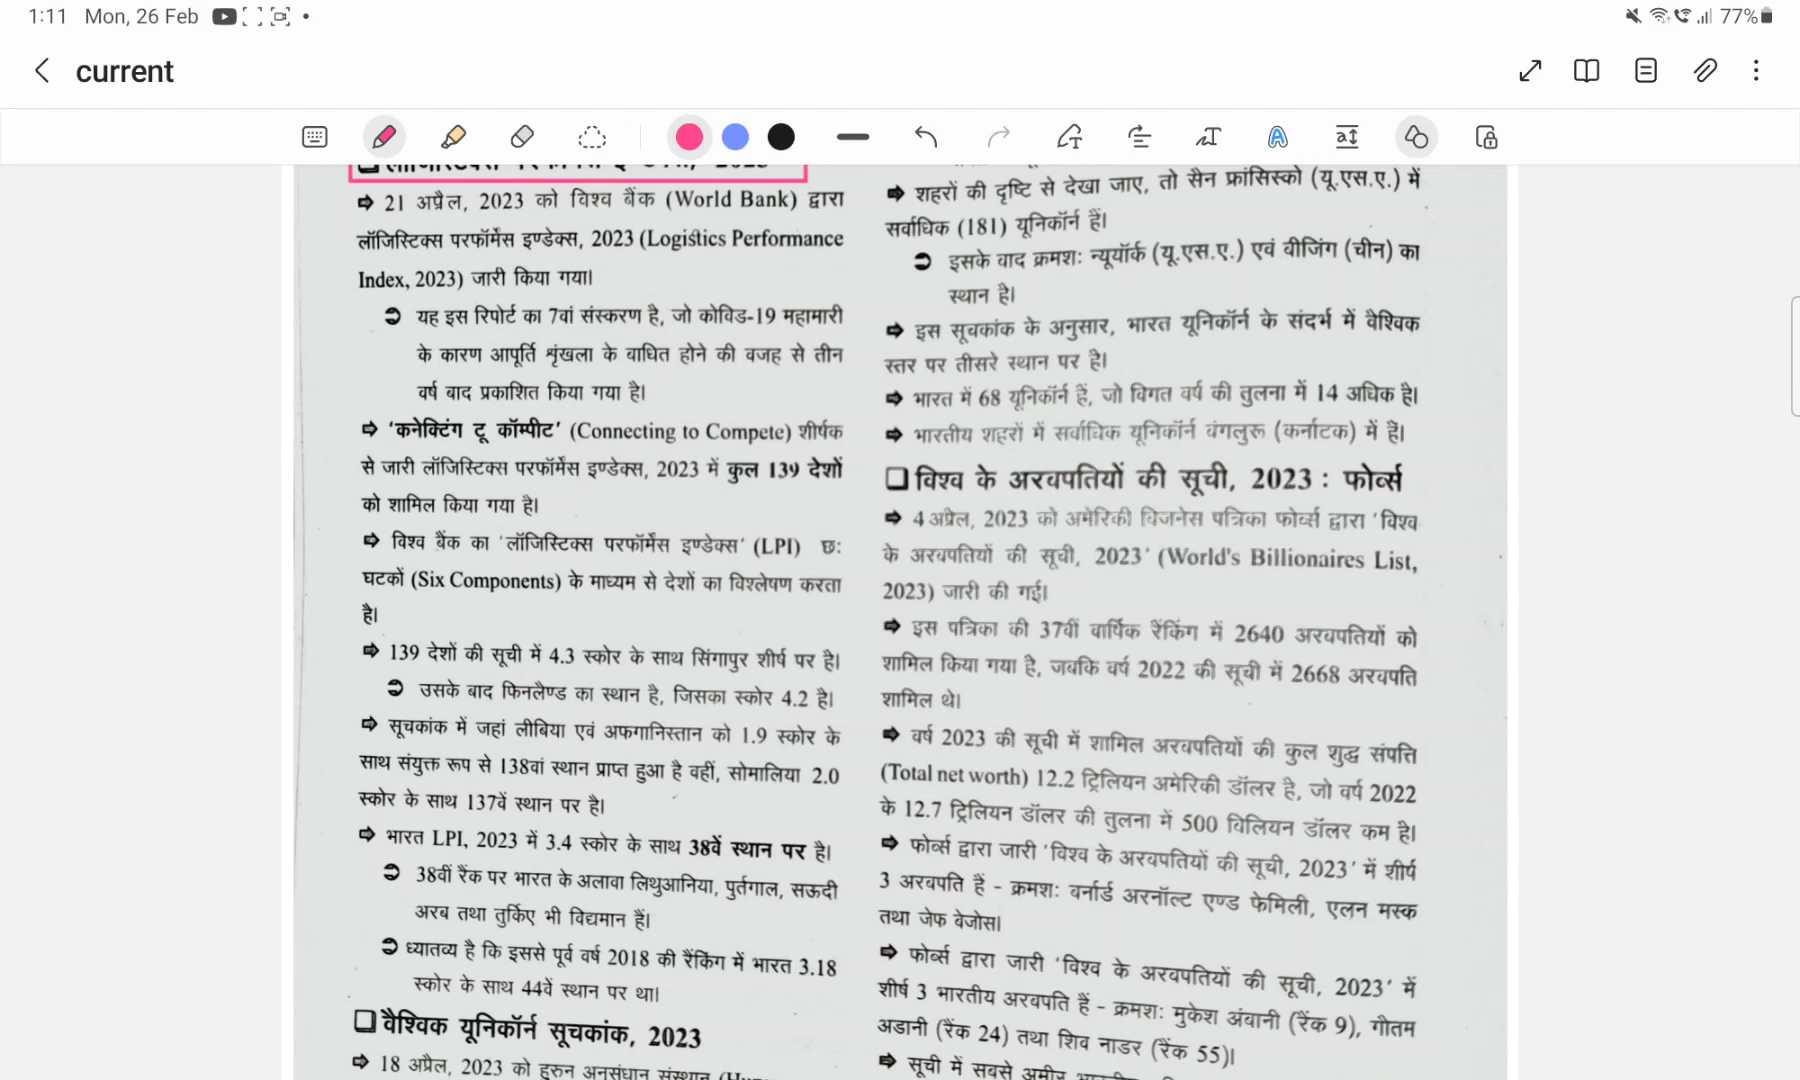 1:11 Mon, 26 Feb
77%
current
लॉजिस्टिक्स परफॉर्मेंस इण्डेक्स, 2023
➪ 21 अप्रैल, 2023 को विश्व बैंक (World Bank) द्वारा
लॉजिस्टिक्स परफॉर्मेंस इण्डेक्स, 2023 (Logistics Performance
Index, 2023) जारी किया गया।
➲ यह इस रिपोर्ट का 7वां संस्करण है, जो कोविड-19 महामारी
के कारण आपूर्ति शृंखला के बाधित होने की वजह से तीन
वर्ष बाद प्रकाशित किया गया है।
➪ 'कनेक्टिंग टू कॉम्पीट' (Connecting to Compete) शीर्षक
से जारी लॉजिस्टिक्स परफॉर्मेंस इण्डेक्स, 2023 में कुल 139 देशों
को शामिल किया गया है।
➪ विश्व बैंक का 'लॉजिस्टिक्स परफॉर्मेंस इण्डेक्स' (LPI) छः
घटकों (Six Components) के माध्यम से देशों का विश्लेषण करता
है।
➪ 139 देशों की सूची में 4.3 स्कोर के साथ सिंगापुर शीर्ष पर है।
➲ उसके बाद फिनलैण्ड का स्थान है, जिसका स्कोर 4.2 है।
➪ सूचकांक में जहां लीबिया एवं अफगानिस्तान को 1.9 स्कोर के
साथ संयुक्त रूप से 138वां स्थान प्राप्त हुआ है वहीं, सोमालिया 2.0
स्कोर के साथ 137वें स्थान पर है।
➪ भारत LPI, 2023 में 3.4 स्कोर के साथ 38वें स्थान पर है।
➲ 38वीं रैंक पर भारत के अलावा लिथुआनिया, पुर्तगाल, सऊदी
अरब तथा तुर्किए भी विद्यमान हैं।
➲ ध्यातव्य है कि इससे पूर्व वर्ष 2018 की रैंकिंग में भारत 3.18
स्कोर के साथ 44वें स्थान पर था।
❑ वैश्विक यूनिकॉर्न सूचकांक, 2023
➪ 18 अप्रैल, 2023 को हुरुन अनुसंधान संस्थान
➪ शहरों की दृष्टि से देखा जाए, तो सैन फ्रांसिस्को (यू.एस.ए.) में
सर्वाधिक (181) यूनिकॉर्न हैं।
➲ इसके बाद क्रमशः न्यूयॉर्क (यू.एस.ए.) एवं बीजिंग (चीन) का
स्थान है।
➪ इस सूचकांक के अनुसार, भारत यूनिकॉर्न के संदर्भ में वैश्विक
स्तर पर तीसरे स्थान पर है।
➪ भारत में 68 यूनिकॉर्न हैं, जो विगत वर्ष की तुलना में 14 अधिक है।
➪ भारतीय शहरों में सर्वाधिक यूनिकॉर्न बंगलुरू (कर्नाटक) में हैं।
❑ विश्व के अरबपतियों की सूची, 2023 : फोर्ब्स
➪ 4 अप्रैल, 2023 को अमेरिकी बिजनेस पत्रिका फोर्ब्स द्वारा 'विश्व
के अरबपतियों की सूची, 2023' (World's Billionaires List,
2023) जारी की गई।
➪ इस पत्रिका की 37वीं वार्षिक रैंकिंग में 2640 अरबपतियों को
शामिल किया गया है, जबकि वर्ष 2022 की सूची में 2668 अरबपति
शामिल थे।
➪ वर्ष 2023 की सूची में शामिल अरबपतियों की कुल शुद्ध संपत्ति
(Total net worth) 12.2 ट्रिलियन अमेरिकी डॉलर है, जो वर्ष 2022
के 12.7 ट्रिलियन डॉलर की तुलना में 500 बिलियन डॉलर कम है।
➪ फोर्ब्स द्वारा जारी 'विश्व के अरबपतियों की सूची, 2023' में शीर्ष
3 अरबपति हैं - क्रमशः बर्नार्ड अरनॉल्ट एण्ड फेमिली, एलन मस्क
तथा जेफ बेजोस।
➪ फोर्ब्स द्वारा जारी 'विश्व के अरबपतियों की सूची, 2023' में
शीर्ष 3 भारतीय अरबपति हैं - क्रमशः मुकेश अंबानी (रैंक 9), गौतम
अडानी (रैंक 24) तथा शिव नाडर (रैंक 55)।
➪ सूची में सबसे अमीर